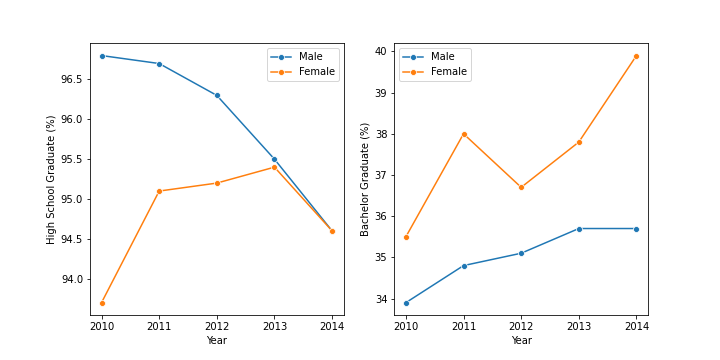 Male
Female
96.5
96.0
95.5
95.0
94.5
94.0
High School Graduate (%)
2010 2011 2012 2013 2014
Year
Male
Female
40
39
38
37
36
35
34
Bachelor Graduate (%)
2010 2011 2012 2013 2014
Year